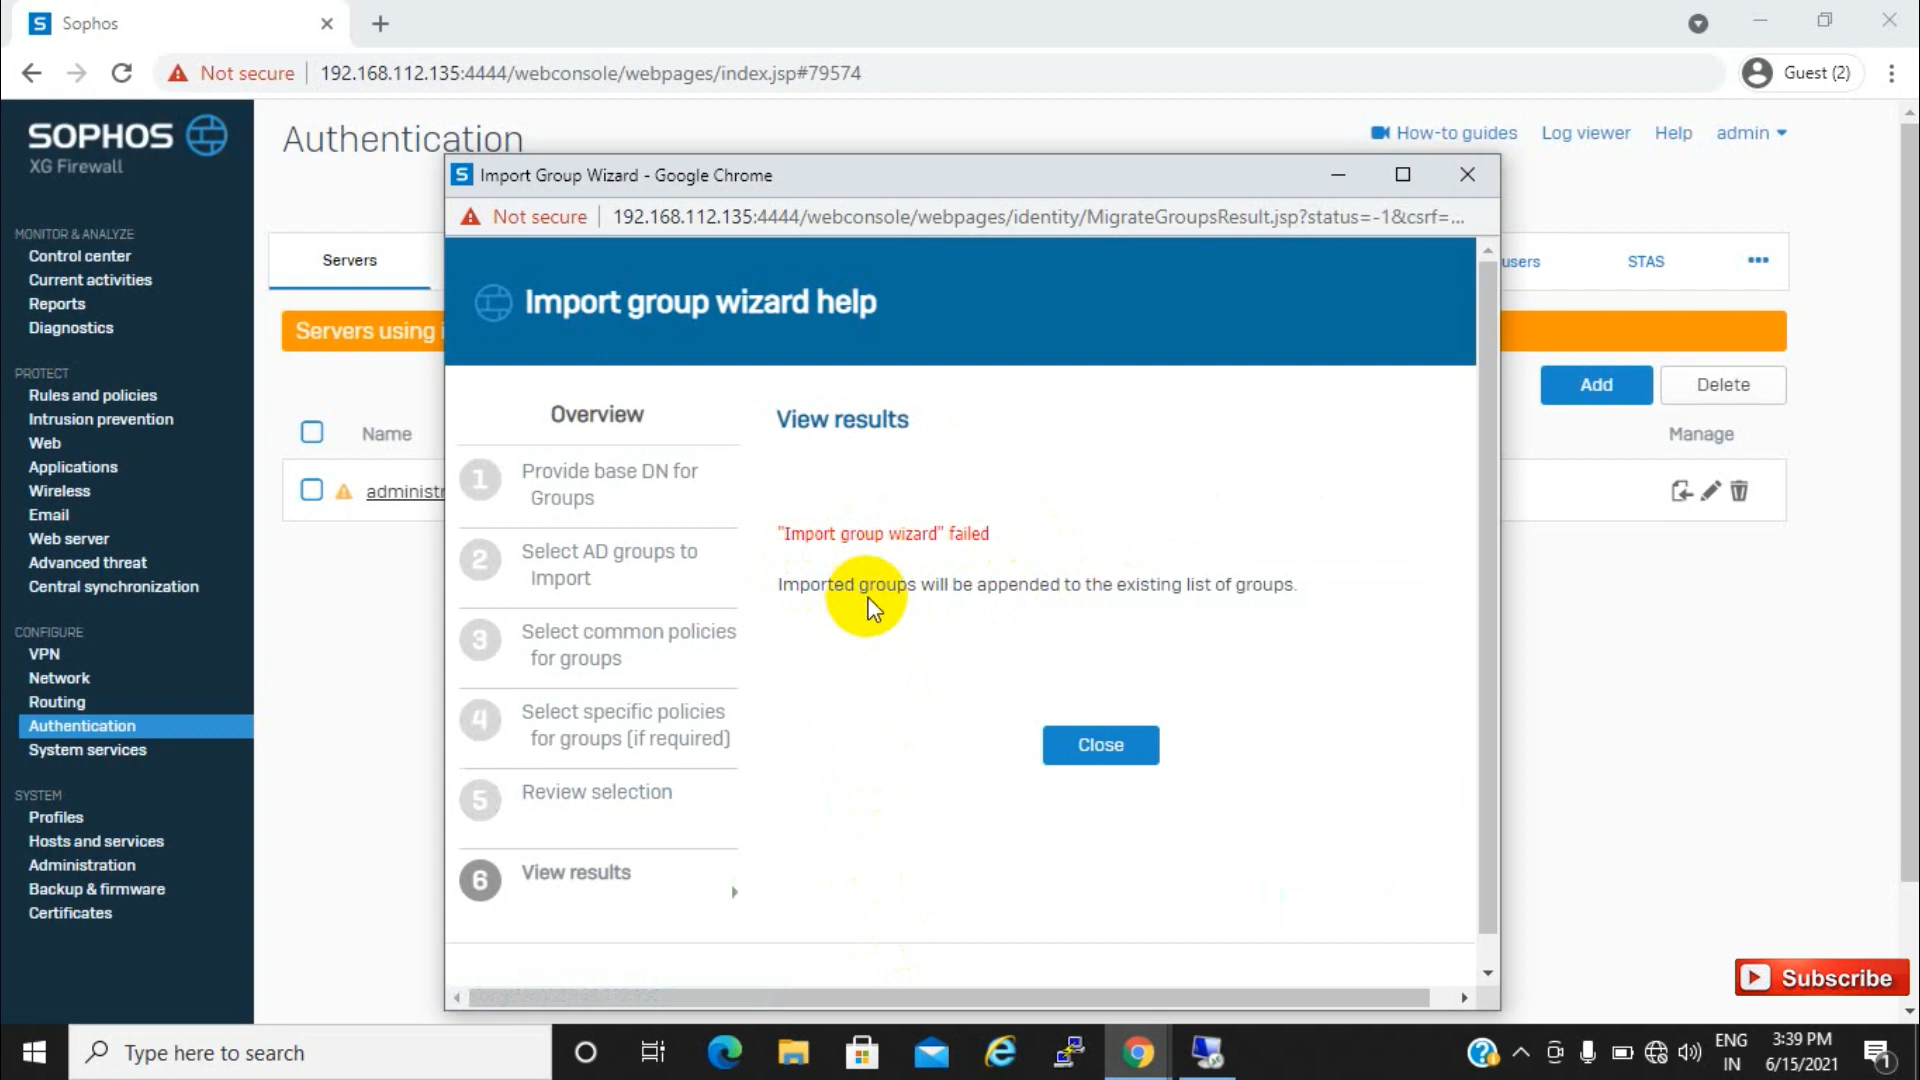 Sophos
Not secure
192.168.112.135:4444/webconsole/webpages/index.jsp#79574
Guest (2)
SOPHOS
XG Firewall
MONITOR & ANALYZE
Control center
Current activities
Reports
Diagnostics
PROTECT
Rules and policies
Intrusion prevention
Web
Applications
Wireless
Email
Web server
Advanced threat
Central synchronization
CONFIGURE
VPN
Network
Routing
Authentication
System services
SYSTEM
Profiles
Hosts and services
Administration
Backup & firmware
Certificates
Authentication
How-to guides
Log viewer
Help
admin
Servers
users
STAS
Servers using
Add
Delete
Name
Manage
administr
Import Group Wizard - Google Chrome
Not secure
192.168.112.135:4444/webconsole/webpages/identity/MigrateGroupsResult.jsp?status=-1&csrf=...
Import group wizard help
Overview
1
Provide base DN for
Groups
2
Select AD groups to
Import
3
Select common policies
for groups
4
Select specific policies
for groups (if required)
5
Review selection
6
View results
View results
"Import group wizard" failed
Imported groups will be appended to the existing list of groups.
Close
Subscribe
Type here to search
ENG
IN
3:39 PM
6/15/2021
1